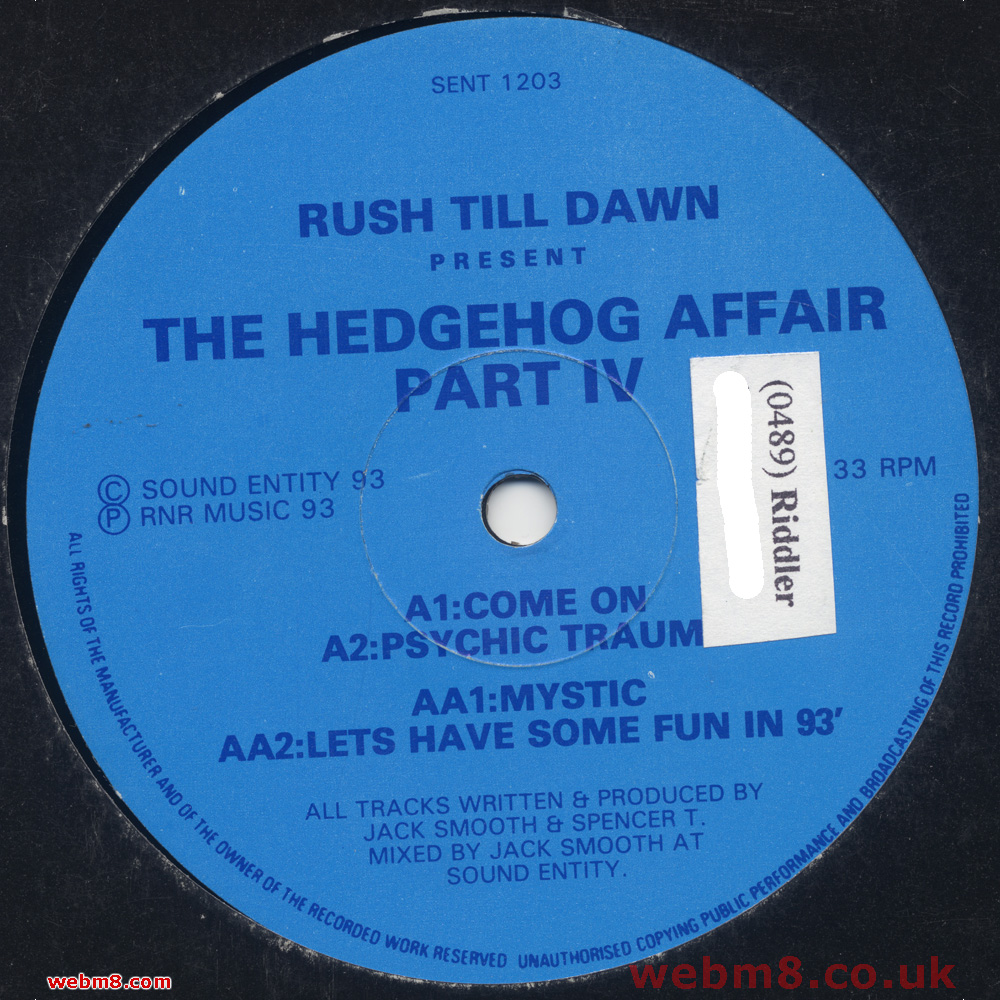 SENT 1203
RUSH TILL DAWN
PRESENT
THE HEDGEHOG AFFAIR
PART IV
© SOUND ENTITY 93
℗ RNR MUSIC 93
33 RPM
(0489) Riddler
A1:COME ON
A2:PSYCHIC TRAUM
AA1:MYSTIC
AA2:LETS HAVE SOME FUN IN 93'
ALL TRACKS WRITTEN & PRODUCED BY
JACK SMOOTH & SPENCER T.
MIXED BY JACK SMOOTH AT
SOUND ENTITY.
ALL RIGHTS OF THE MANUFACTURER AND OF THE OWNER OF THE RECORDED WORK RESERVED UNAUTHORISED COPYING PUBLIC PERFORMANCE AND BROADCASTING OF THIS RECORD PROHIBITED
webm8.com
webm8.co.uk